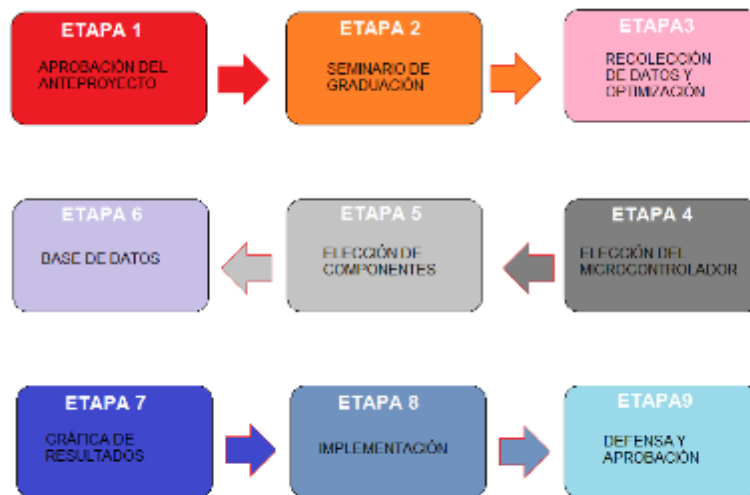 ETAPA 1
APROBACIÓN DEL
ANTEPROYECTO
ETAPA 2
SEMINARIO DE
GRADUACIÓN
ETAPA3
RECOLECCIÓN
DE DATOS Y
OPTIMIZACIÓN
ETAPA 4
ELECCIÓN DEL
MICROCONTROLADOR
ETAPA 5
ELECCIÓN DE
COMPONENTES
ETAPA 6
BASE DE DATOS
ETAPA 7
GRÁFICA DE
RESULTADOS
ETAPA 8
IMPLEMENTACIÓN
ETAPA9
DEFENSA Y
APROBACIÓN